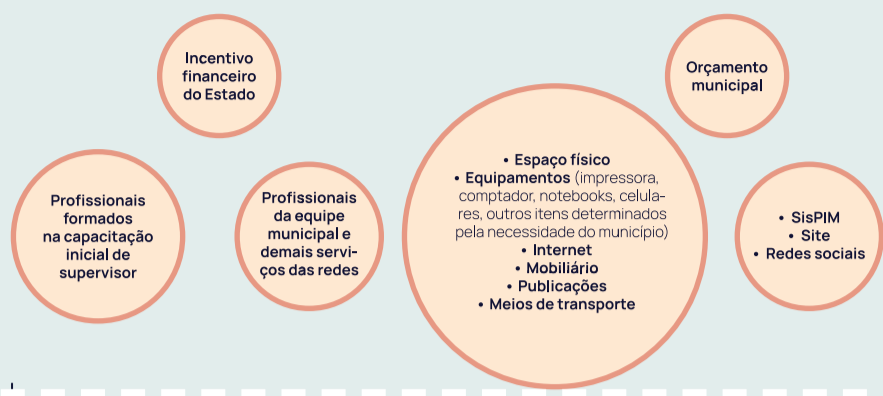 Incentivo
financeiro
do Estado
Orçamento
municipal
Profissionais
formados
na capacitação
inicial de
supervisor
Profissionais
da equipe
municipal e
demais servi-
ços das redes
• Espaço físico
• Equipamentos (impressora,
comptador, notebooks, celula-
res, outros itens determinados
pela necessidade do município)
• Internet
• Mobiliário
• Publicações
• Meios de transporte
• SisPIM
• Site
• Redes sociais